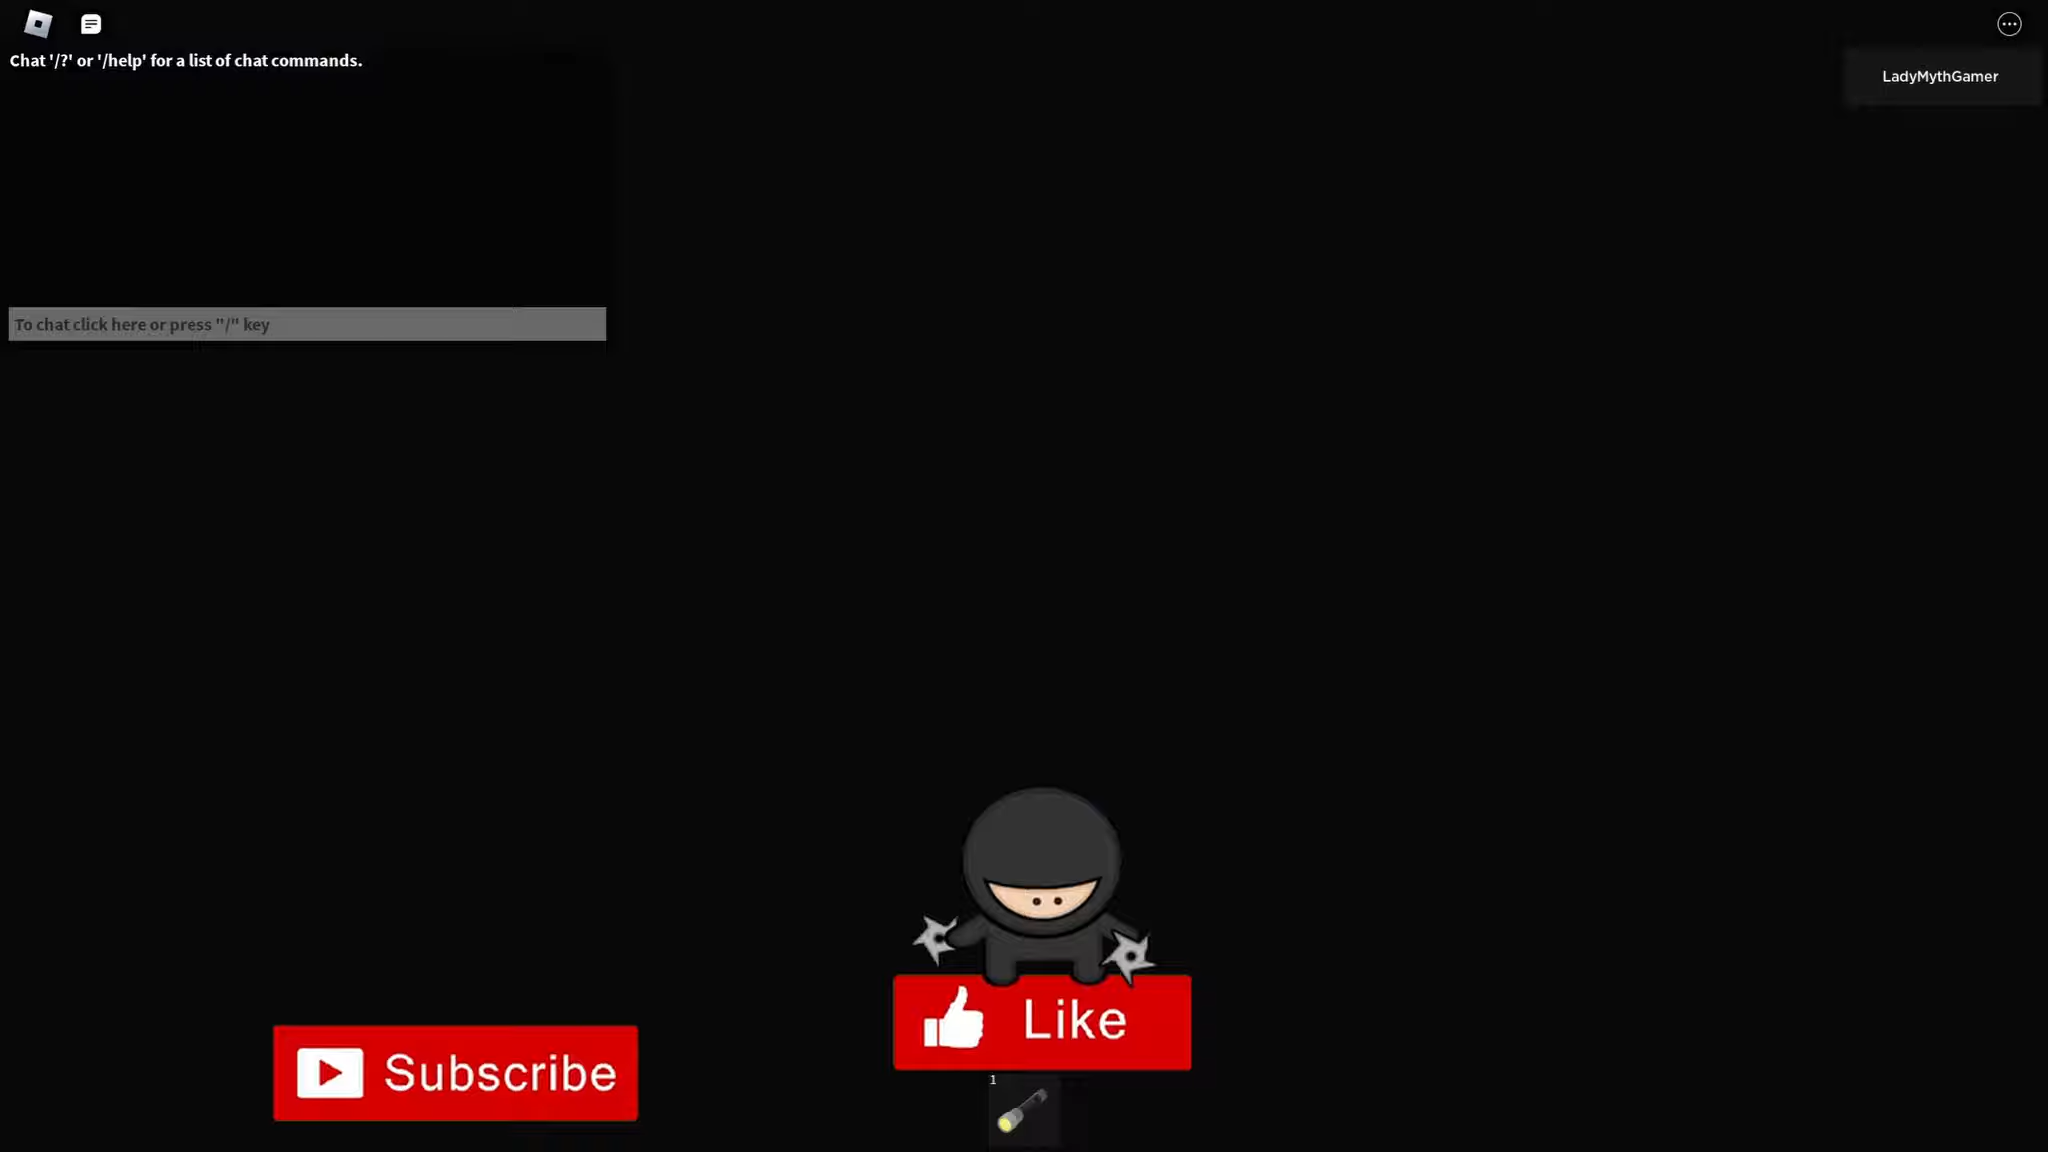 Chat '/?' or '/help' for a list of chat commands.
LadyMythGamer
To chat click here or press "/" key
Like
Subscribe
1